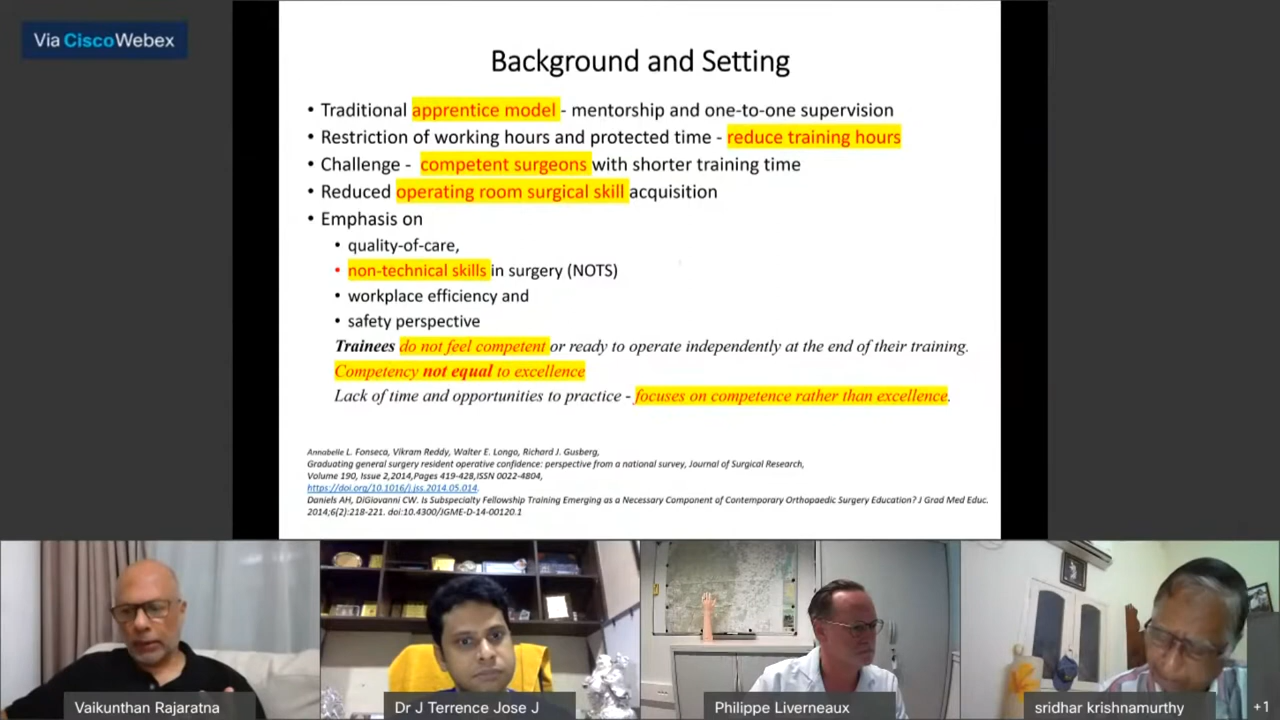 Via CiscoWebex
Background and Setting
• Traditional apprentice model - mentorship and one-to-one supervision
• Restriction of working hours and protected time - reduce training hours
• Challenge - competent surgeons with shorter training time
• Reduced operating room surgical skill acquisition
• Emphasis on
• quality-of-care,
• non-technical skills in surgery (NOTS)
• workplace efficiency and
• safety perspective
Trainees do not feel competent or ready to operate independently at the end of their training.
Competency not equal to excellence
Lack of time and opportunities to practice - focuses on competence rather than excellence.
Annabelle L. Fonseca, Vikram Reddy, Walter E. Longo, Richard J. Gusberg,
Graduating general surgery resident operative confidence: perspective from a national survey, Journal of Surgical Research,
Volume 190, Issue 2,2014,Pages 419-428,ISSN 0022-4804,
https://doi.org/10.1016/j.jss.2014.05.014.
Daniels AH, DiGiovanni CW. Is Subspecialty Fellowship Training Emerging as a Necessary Component of Contemporary Orthopaedic Surgery Education? J Grad Med Educ.
2014;6(2):218-221. doi:10.4300/JGME-D-14-00120.1
Vaikunthan Rajaratna
Dr J Terrence Jose J
Philippe Liverneaux
sridhar krishnamurthy
+1